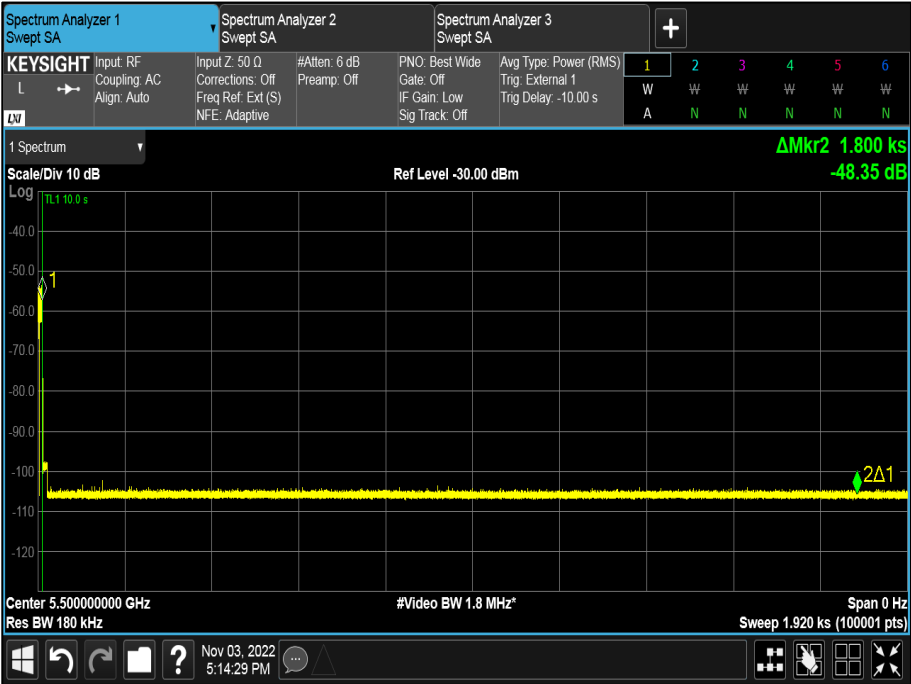 Spectrum Analyzer 1
Swept SA
Spectrum Analyzer 2
Swept SA
Spectrum Analyzer 3
Swept SA
+
KEYSIGHT
L
LXI
Input: RF
Coupling: AC
Align: Auto
Input Z: 50 Ω
Corrections: Off
Freq Ref: Ext (S)
NFE: Adaptive
#Atten: 6 dB
Preamp: Off
PNO: Best Wide
Gate: Off
IF Gain: Low
Sig Track: Off
Avg Type: Power (RMS)
Trig: External 1
Trig Delay: -10.00 s
1 2 3 4 5 6
W W W W W W
A N N N N N
1 Spectrum
ΔMkr2 1.800 ks
-48.35 dB
Scale/Div 10 dB
Ref Level -30.00 dBm
Log
TL1 10.0 s
-40.0
-50.0
1
-60.0
-70.0
-80.0
-90.0
-100
2Δ1
-110
-120
Center 5.500000000 GHz
#Video BW 1.8 MHz*
Span 0 Hz
Res BW 180 kHz
Sweep 1.920 ks (100001 pts)
?
Nov 03, 2022
5:14:29 PM